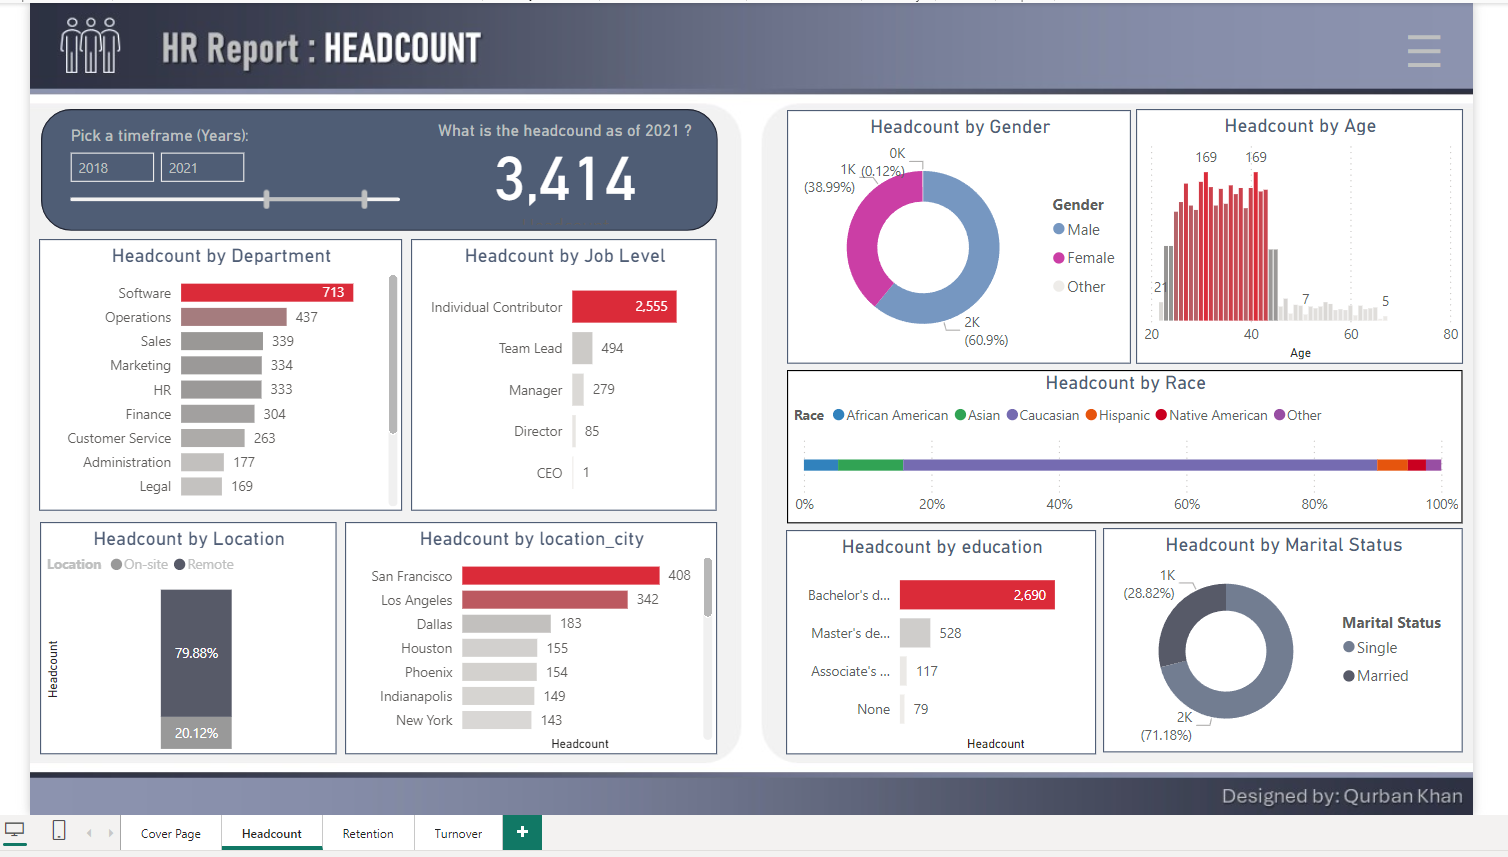 HR Report : HEADCOUNT
Pick a timeframe (Years):
2018
2021
What is the headcound as of 2021 ?
3,414
Headcount by Department
Software 713
Operations 437
Sales 339
Marketing 334
HR 333
Finance 304
Customer Service 263
Administration 177
Legal 169
Headcount by Job Level
Individual Contributor 2,555
Team Lead 494
Manager 279
Director 85
CEO 1
Headcount by Location
Location On-site Remote
Headcount
79.88%
20.12%
Headcount by location_city
San Francisco 408
Los Angeles 342
Dallas 183
Houston 155
Phoenix 154
Indianapolis 149
New York 143
Headcount
Headcount by Gender
0K
(0.12%)
1K
(38.99%)
2K
(60.9%)
Gender
Male
Female
Other
Headcount by Age
169 169
21
7
5
20 40 60 80
Age
Headcount by Race
Race African American Asian Caucasian Hispanic Native American Other
0% 20% 40% 60% 80% 100%
Headcount by education
Bachelor's d... 2,690
Master's de... 528
Associate's ... 117
None 79
Headcount
Headcount by Marital Status
1K
(28.82%)
2K
(71.18%)
Marital Status
Single
Married
Designed by: Qurban Khan
Cover Page Headcount Retention Turnover +